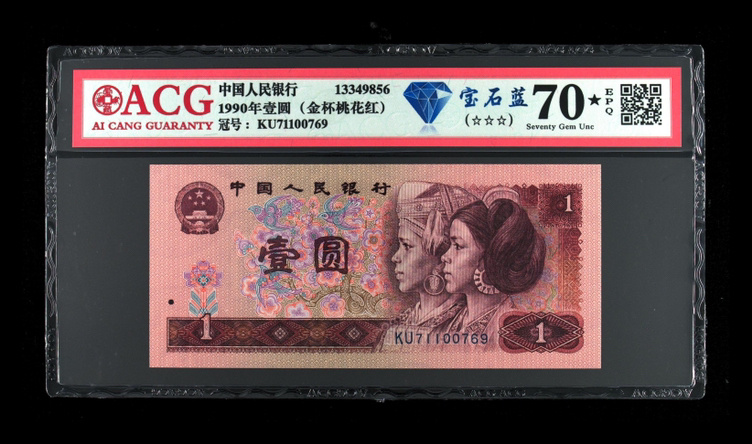 ACG
AI CANG GUARANTY
中国人民银行 13349856
1990年壹圆（金杯桃花红）
冠号：KU71100769
宝石蓝
(☆☆☆)
70★
EPQ
Seventy Gem Unc
中国人民银行
1
壹圆
1
KU71100769
1